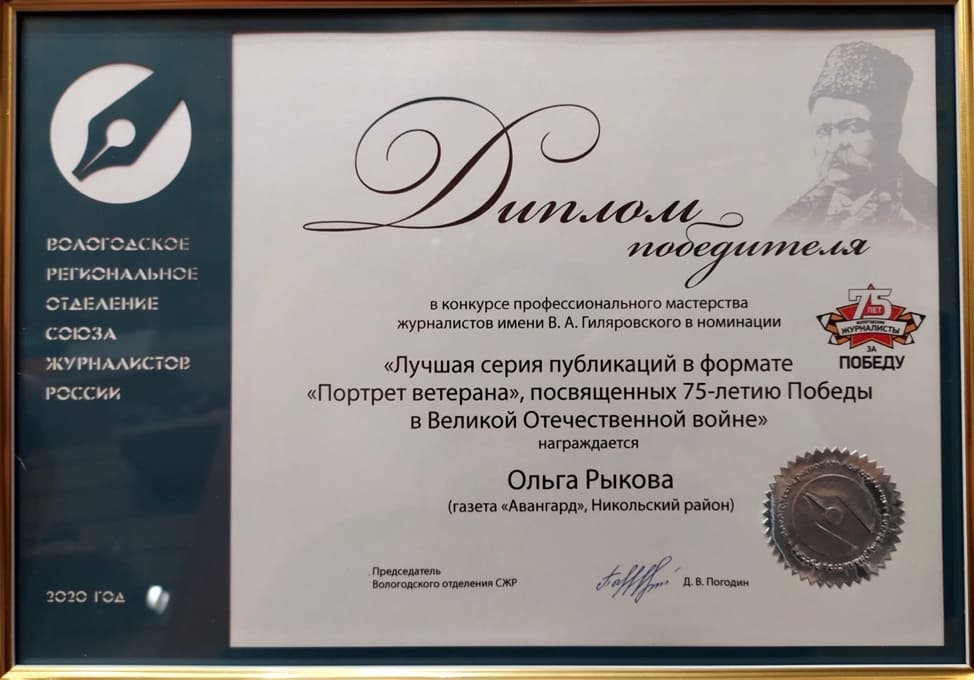 ВОЛОГОДСКОЕ
РЕГИОНАЛЬНОЕ
ОТДЕЛЕНИЕ
СОЮЗА
ЖУРНАЛИСТОВ
РОССИИ
2020 ГОД
Диплом
победителя
в конкурсе профессионального мастерства
журналистов имени В. А. Гиляровского в номинации
75
ЛЕТ
ЖУРНАЛИСТЫ
ЗА
ПОБЕДУ
«Лучшая серия публикаций в формате
«Портрет ветерана», посвященных 75-летию Победы
в Великой Отечественной войне»
награждается
Ольга Рыкова
(газета «Авангард», Никольский район)
Председатель
Вологодского отделения СЖР
Д. В. Погодин